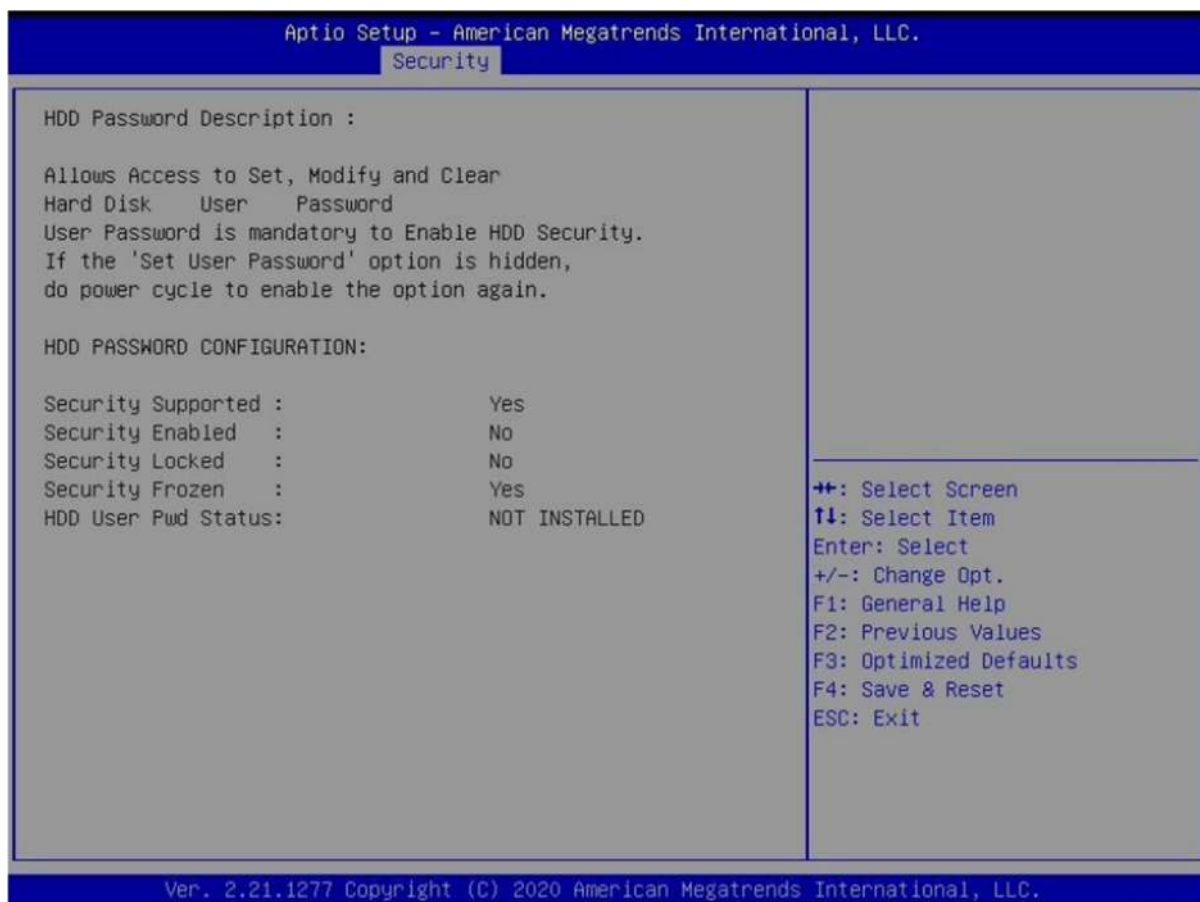 Aptio Setup – American Megatrends International, LLC.
Security
HDD Password Description :
Allows Access to Set, Modify and Clear
Hard Disk    User    Password
User Password is mandatory to Enable HDD Security.
If the 'Set User Password' option is hidden,
do power cycle to enable the option again.
HDD PASSWORD CONFIGURATION:
Security Supported :    Yes
Security Enabled   :    No
Security Locked    :    No
Security Frozen    :    Yes
HDD User Pwd Status:    NOT INSTALLED
→←: Select Screen
↑↓: Select Item
Enter: Select
+/-: Change Opt.
F1: General Help
F2: Previous Values
F3: Optimized Defaults
F4: Save & Reset
ESC: Exit
Ver. 2.21.1277 Copyright (C) 2020 American Megatrends International, LLC.